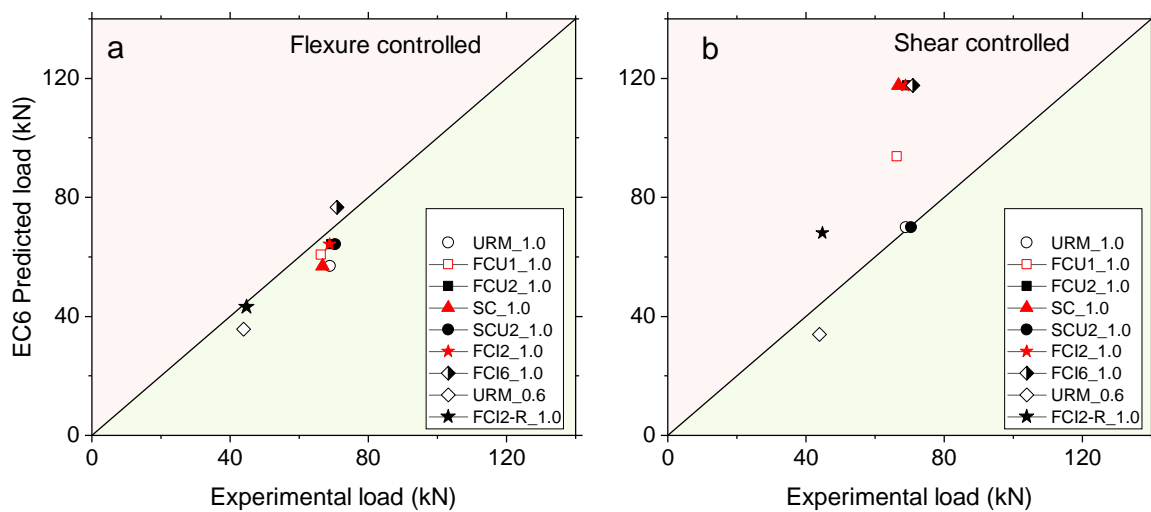 a
Flexure controlled
EC6 Predicted load (kN)
120
80
40
0
URM_1.0
FCU1_1.0
FCU2_1.0
SC_1.0
SCU2_1.0
FCI2_1.0
FCI6_1.0
URM_0.6
FCI2-R_1.0
0 40 80 120
Experimental load (kN)
b
Shear controlled
120
80
40
0
URM_1.0
FCU1_1.0
FCU2_1.0
SC_1.0
SCU2_1.0
FCI2_1.0
FCI6_1.0
URM_0.6
FCI2-R_1.0
0 40 80 120
Experimental load (kN)